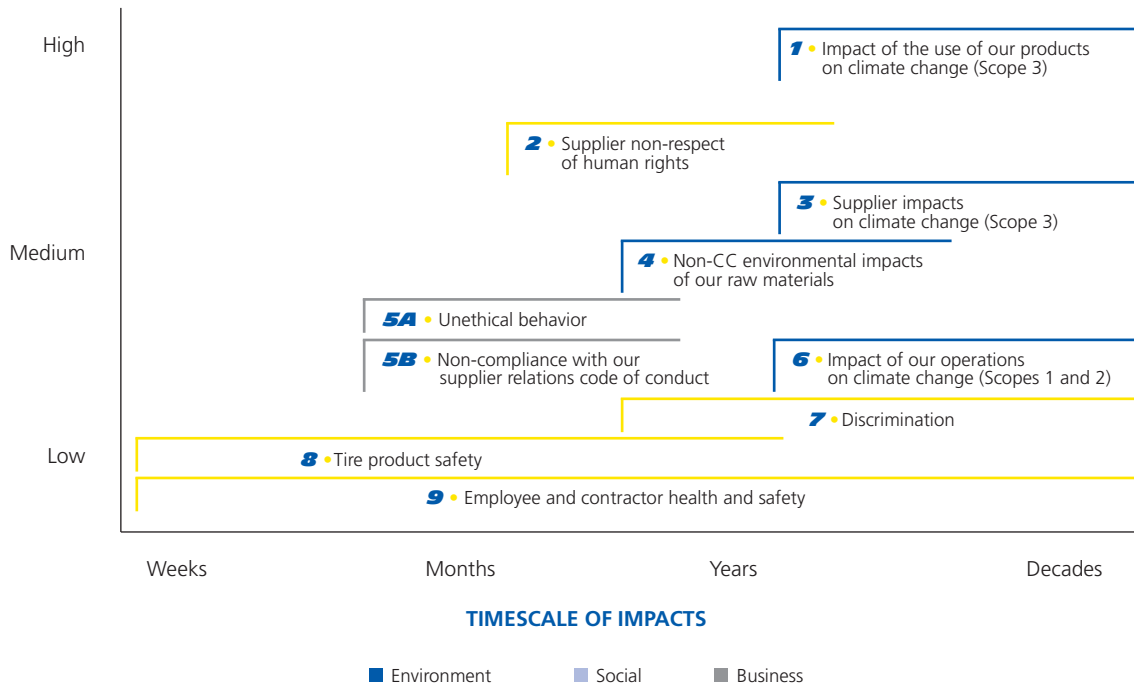 High
1 • Impact of the use of our products
on climate change (Scope 3)
2 • Supplier non-respect
of human rights
3 • Supplier impacts
on climate change (Scope 3)
Medium
4 • Non-CC environmental impacts
of our raw materials
5A • Unethical behavior
5B • Non-compliance with our
supplier relations code of conduct
6 • Impact of our operations
on climate change (Scopes 1 and 2)
7 • Discrimination
Low
8 • Tire product safety
9 • Employee and contractor health and safety
Weeks Months Years Decades
TIMESCALE OF IMPACTS
Environment Social Business